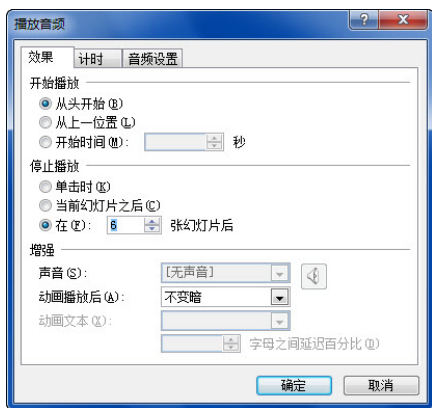 播放音频
效果 计时 音频设置
开始播放
从头开始(B)
从上一位置(L)
开始时间(M): 秒
停止播放
单击时(K)
当前幻灯片之后(C)
在(F): 6 张幻灯片后
增强
声音(S): [无声音]
动画播放后(A): 不变暗
动画文本(X):
字母之间延迟百分比(D)
确定 取消